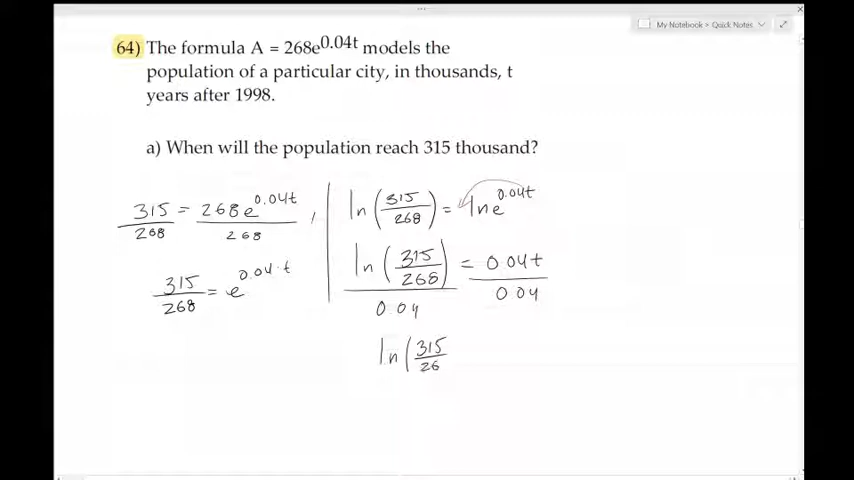 My Notebook > Quick Notes
64) The formula A = 268e^0.04t models the
population of a particular city, in thousands, t
years after 1998.
a) When will the population reach 315 thousand?
315/268 = 268e^0.04t/268
315/268 = e^0.04·t
ln(315/268) = lne^0.04t
ln(315/268)/0.04 = 0.04t/0.04
ln(315/26